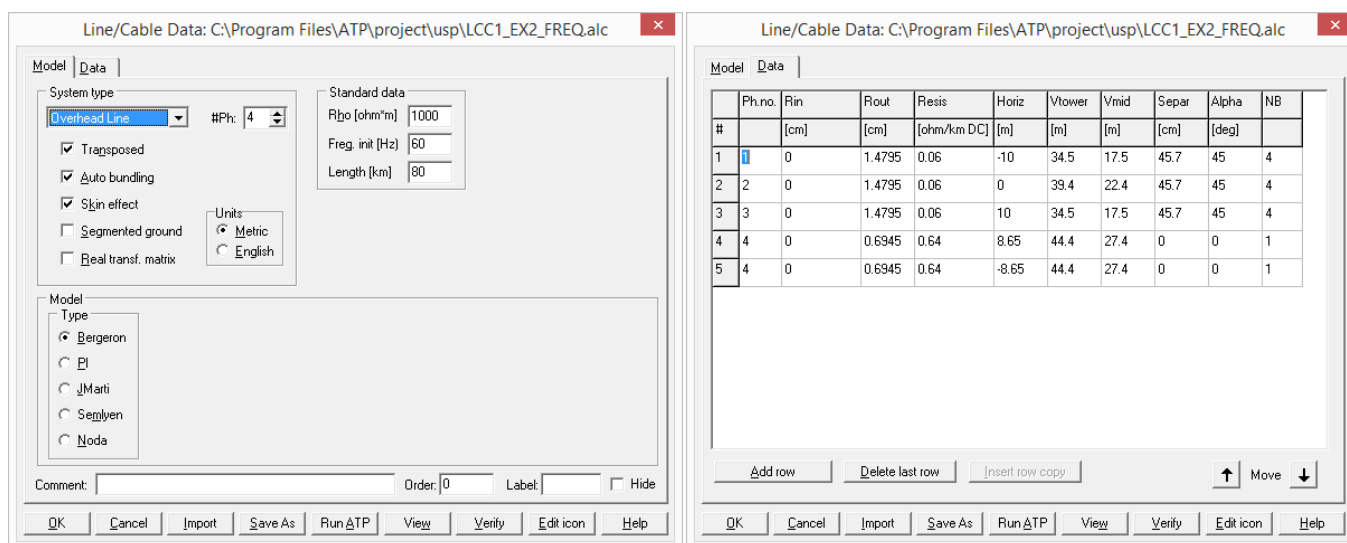 Line/Cable Data: C:\Program Files\ATP\project\usp\LCC1_EX2_FREQ.alc
Model Data
System type
Overhead Line #Ph: 4
Transposed
Auto bundling
Skin effect
Segmented ground
Real transf. matrix
Units
Metric
English
Standard data
Rho [ohm*m] 1000
Freq. init [Hz] 60
Length [km] 80
Model
Type
Bergeron
PI
JMarti
Semlyen
Noda
Comment: Order: 0 Label: Hide
OK Cancel Import Save As Run ATP View Verify Edit icon Help
Line/Cable Data: C:\Program Files\ATP\project\usp\LCC1_EX2_FREQ.alc
Model Data
Ph.no. Rin Rout Resis Horiz Vtower Vmid Separ Alpha NB
# [cm] [cm] [ohm/km DC] [m] [m] [m] [cm] [deg]
1 1 0 1.4795 0.06 -10 34.5 17.5 45.7 45 4
2 2 0 1.4795 0.06 0 39.4 22.4 45.7 45 4
3 3 0 1.4795 0.06 10 34.5 17.5 45.7 45 4
4 4 0 0.6945 0.64 8.65 44.4 27.4 0 0 1
5 4 0 0.6945 0.64 -8.65 44.4 27.4 0 0 1
Add row Delete last row Insert row copy Move
OK Cancel Import Save As Run ATP View Verify Edit icon Help